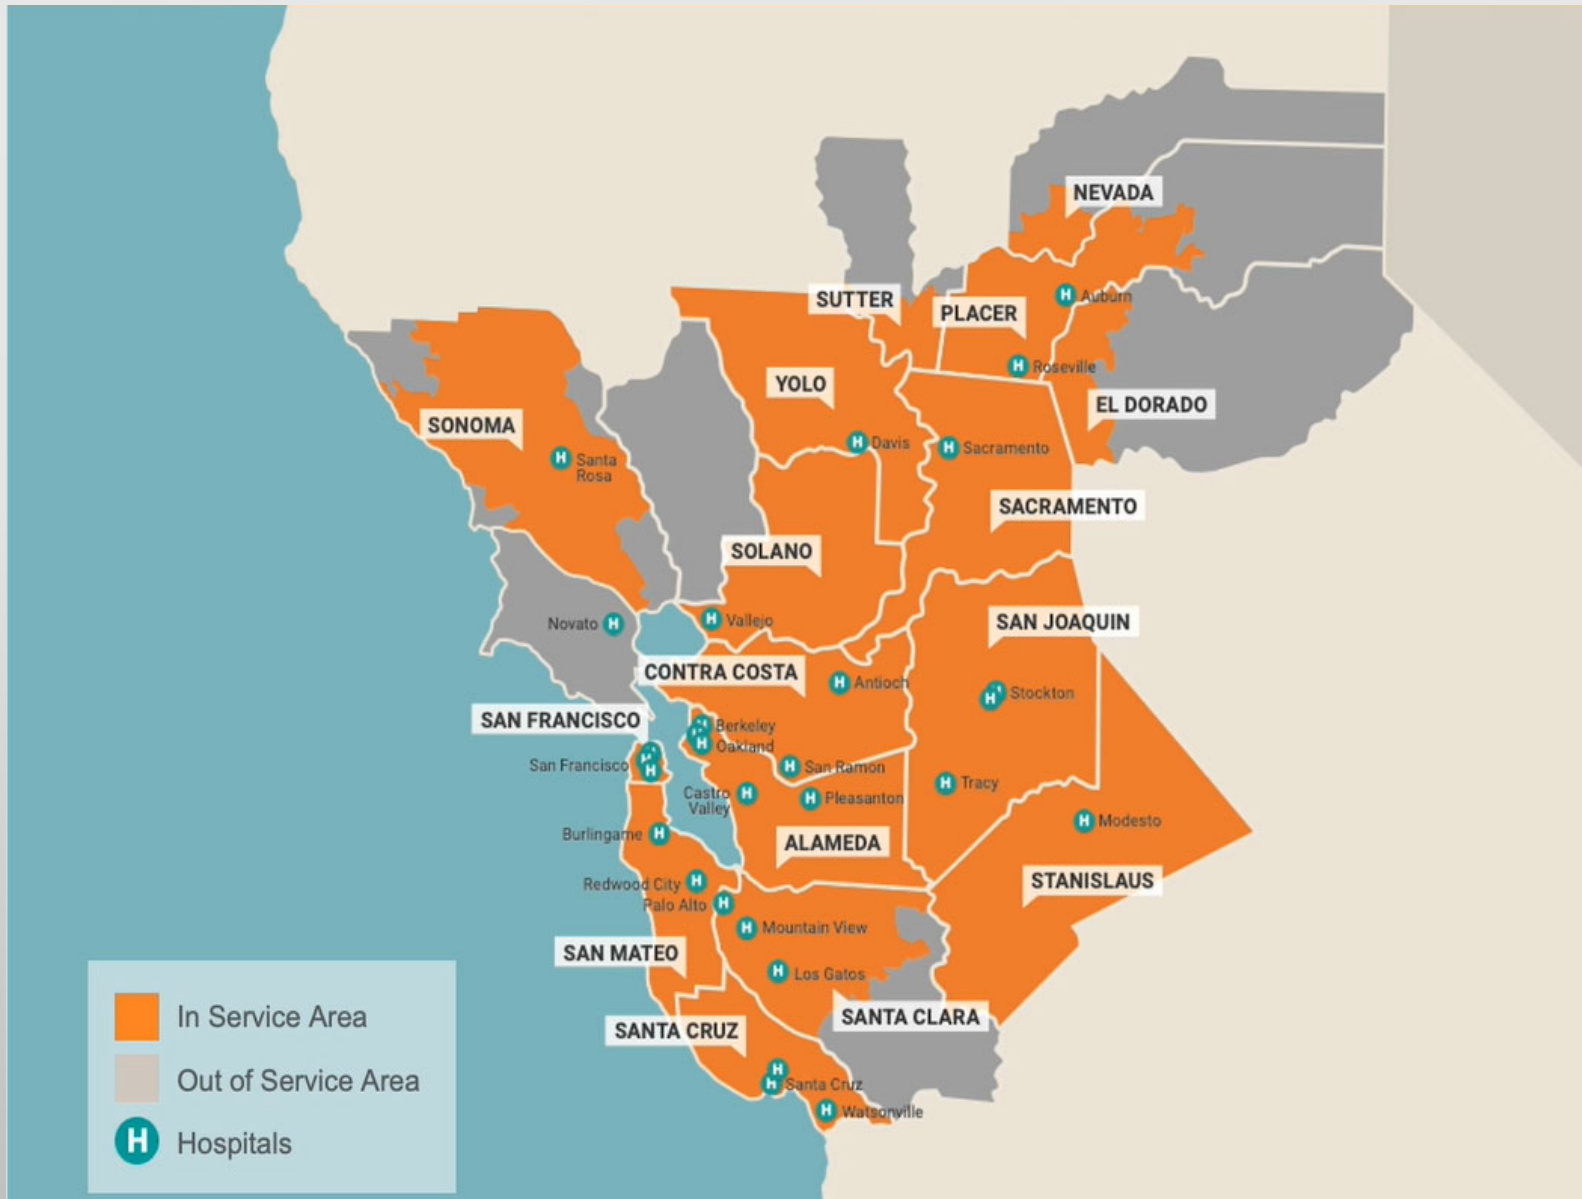 NEVADA
SUTTER
PLACER
H Auburn
H Roseville
YOLO
EL DORADO
SONOMA
H Davis
H Sacramento
H Santa
Rosa
SACRAMENTO
SOLANO
Novato H
H Vallejo
SAN JOAQUIN
CONTRA COSTA
H Antioch
H H Stockton
SAN FRANCISCO
H Berkeley
H
H Oakland
San Francisco H H H
H San Ramon
H Tracy
Castro
Valley H
H Pleasanton
H Modesto
Burlingame H
ALAMEDA
Redwood City H
STANISLAUS
Palo Alto H
H Mountain View
SAN MATEO
H Los Gatos
SANTA CLARA
SANTA CRUZ
H
H Santa Cruz
H Watsonville
In Service Area
Out of Service Area
H Hospitals